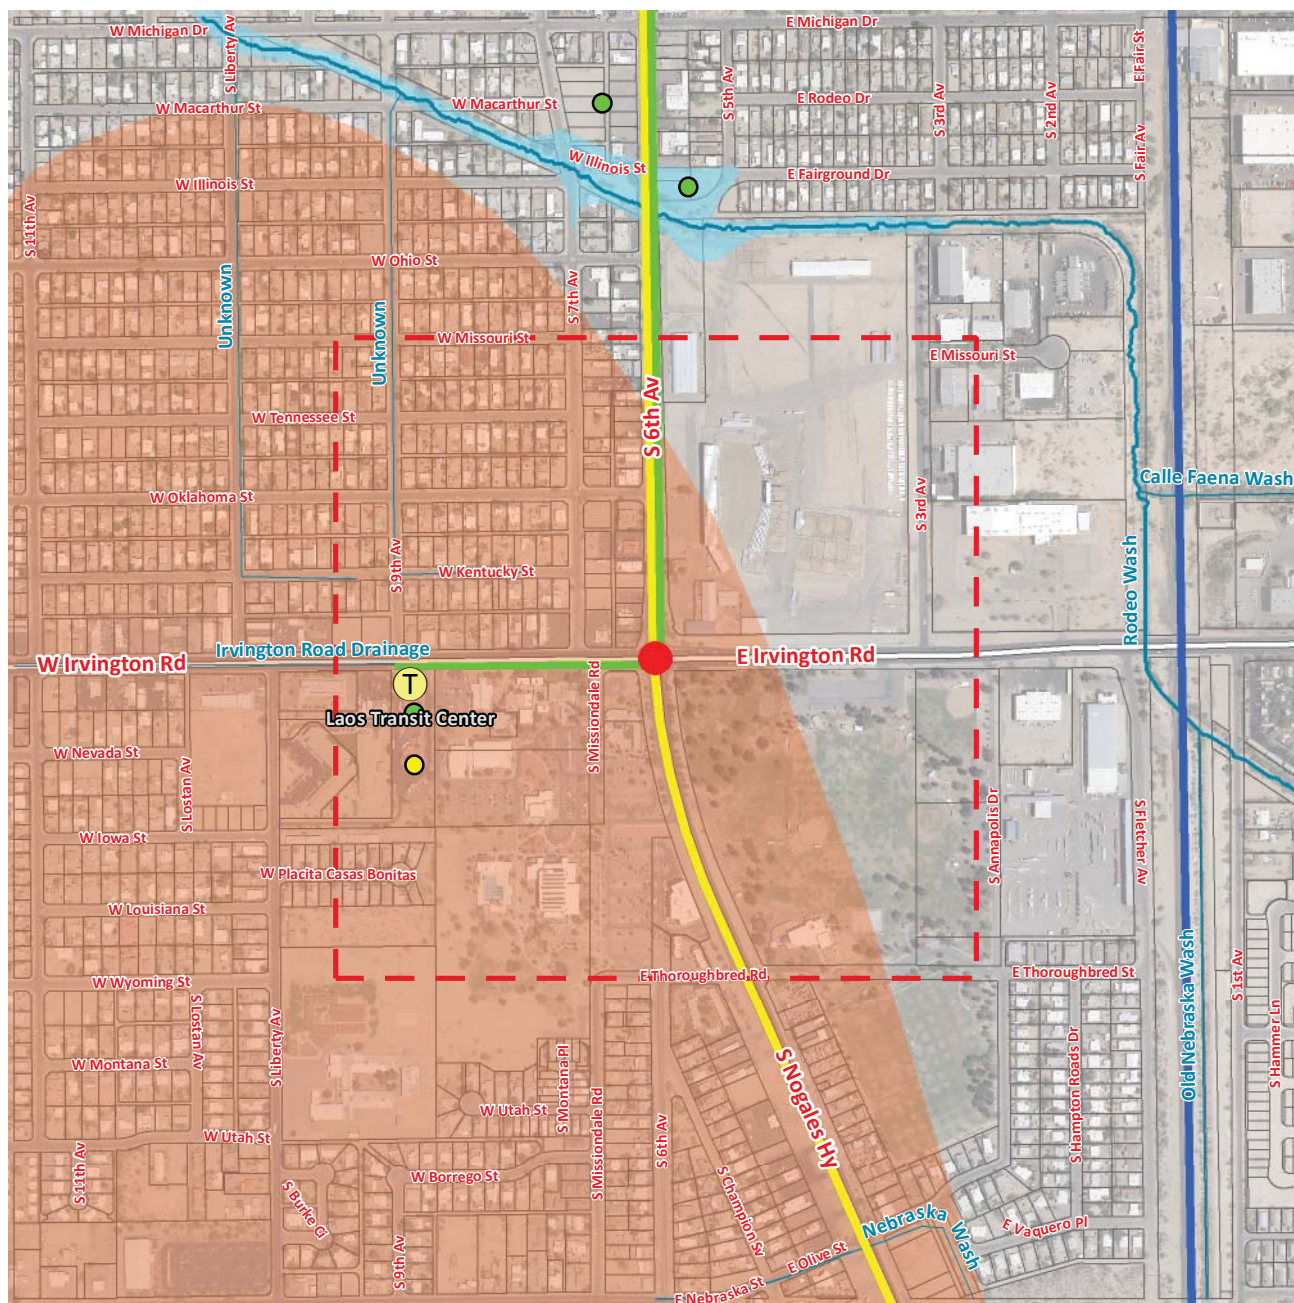 W Michigan Dr
S Liberty Av
E Michigan Dr
E Fair St
W Macarthur St
W Macarthur St
S 5th Av
E Rodeo Dr
S 3rd Av
S 2nd Av
S Fair Av
W Illinois St
W Illinois St
E Fairground Dr
S 11th Av
W Ohio St
Unknown
Unknown
S 7th Av
W Missouri St
E Missouri St
S 6th Av
W Tennessee St
W Oklahoma St
Calle Faena Wash
S 3rd Av
S 9th Av
W Kentucky St
Rodeo Wash
Irvington Road Drainage
W Irvington Rd
E Irvington Rd
T
Laos Transit Center
S Missiondale Rd
W Nevada St
S Lostan Av
W Iowa St
S Annapolis Dr
S Fletcher Av
W Placita Casas Bonitas
W Louisiana St
W Wyoming St
E Thoroughbred Rd
E Thoroughbred St
S 1st Av
Old Nebraska Wash
S Lostan Av
S Liberty Av
W Montana St
S Montana Pl
S Hampton Roads Dr
S Hammer Ln
S Nogales Hy
W Utah St
W Utah St
S Missiondale Rd
S 6th Av
S 11th Av
W Borrego St
S Burke Cl
S Champion Sv
S 9th Av
Nebraska Wash
E Vaquero Pl
E Olive St
E Nebraska St